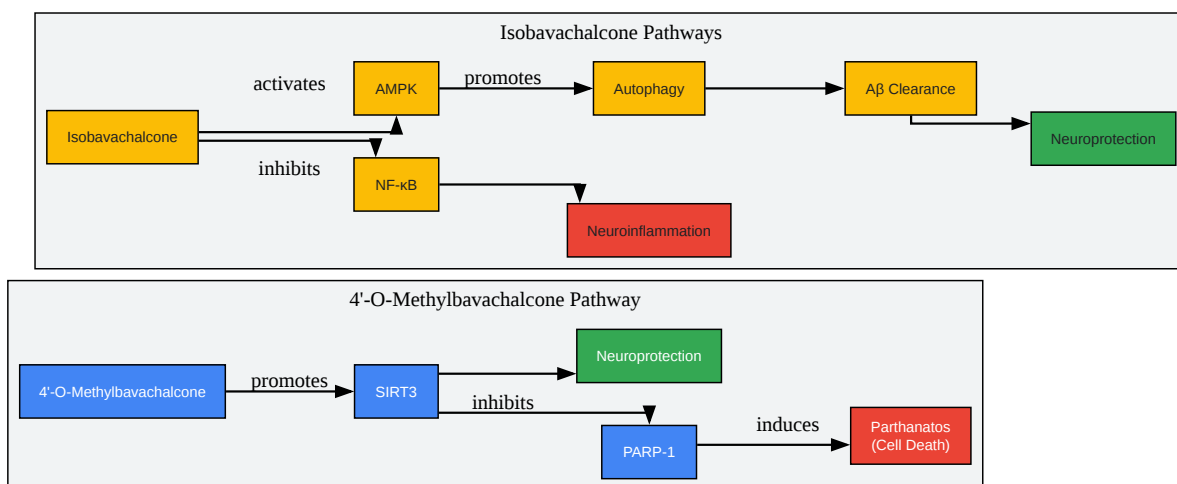 Isobavachalcone Pathways
activates
AMPK
promotes
Autophagy
Aβ Clearance
Isobavachalcone
Neuroprotection
inhibits
NF-κB
Neuroinflammation
4'-O-Methylbavachalcone Pathway
Neuroprotection
4'-O-Methylbavachalcone
promotes
SIRT3
inhibits
PARP-1
induces
Parthanatos
(Cell Death)